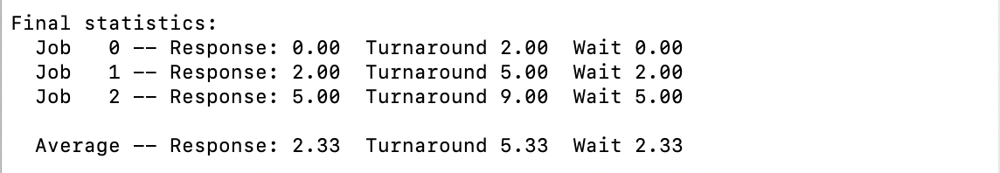 Final statistics:
  Job   0 -- Response: 0.00  Turnaround 2.00  Wait 0.00
  Job   1 -- Response: 2.00  Turnaround 5.00  Wait 2.00
  Job   2 -- Response: 5.00  Turnaround 9.00  Wait 5.00

  Average -- Response: 2.33  Turnaround 5.33  Wait 2.33